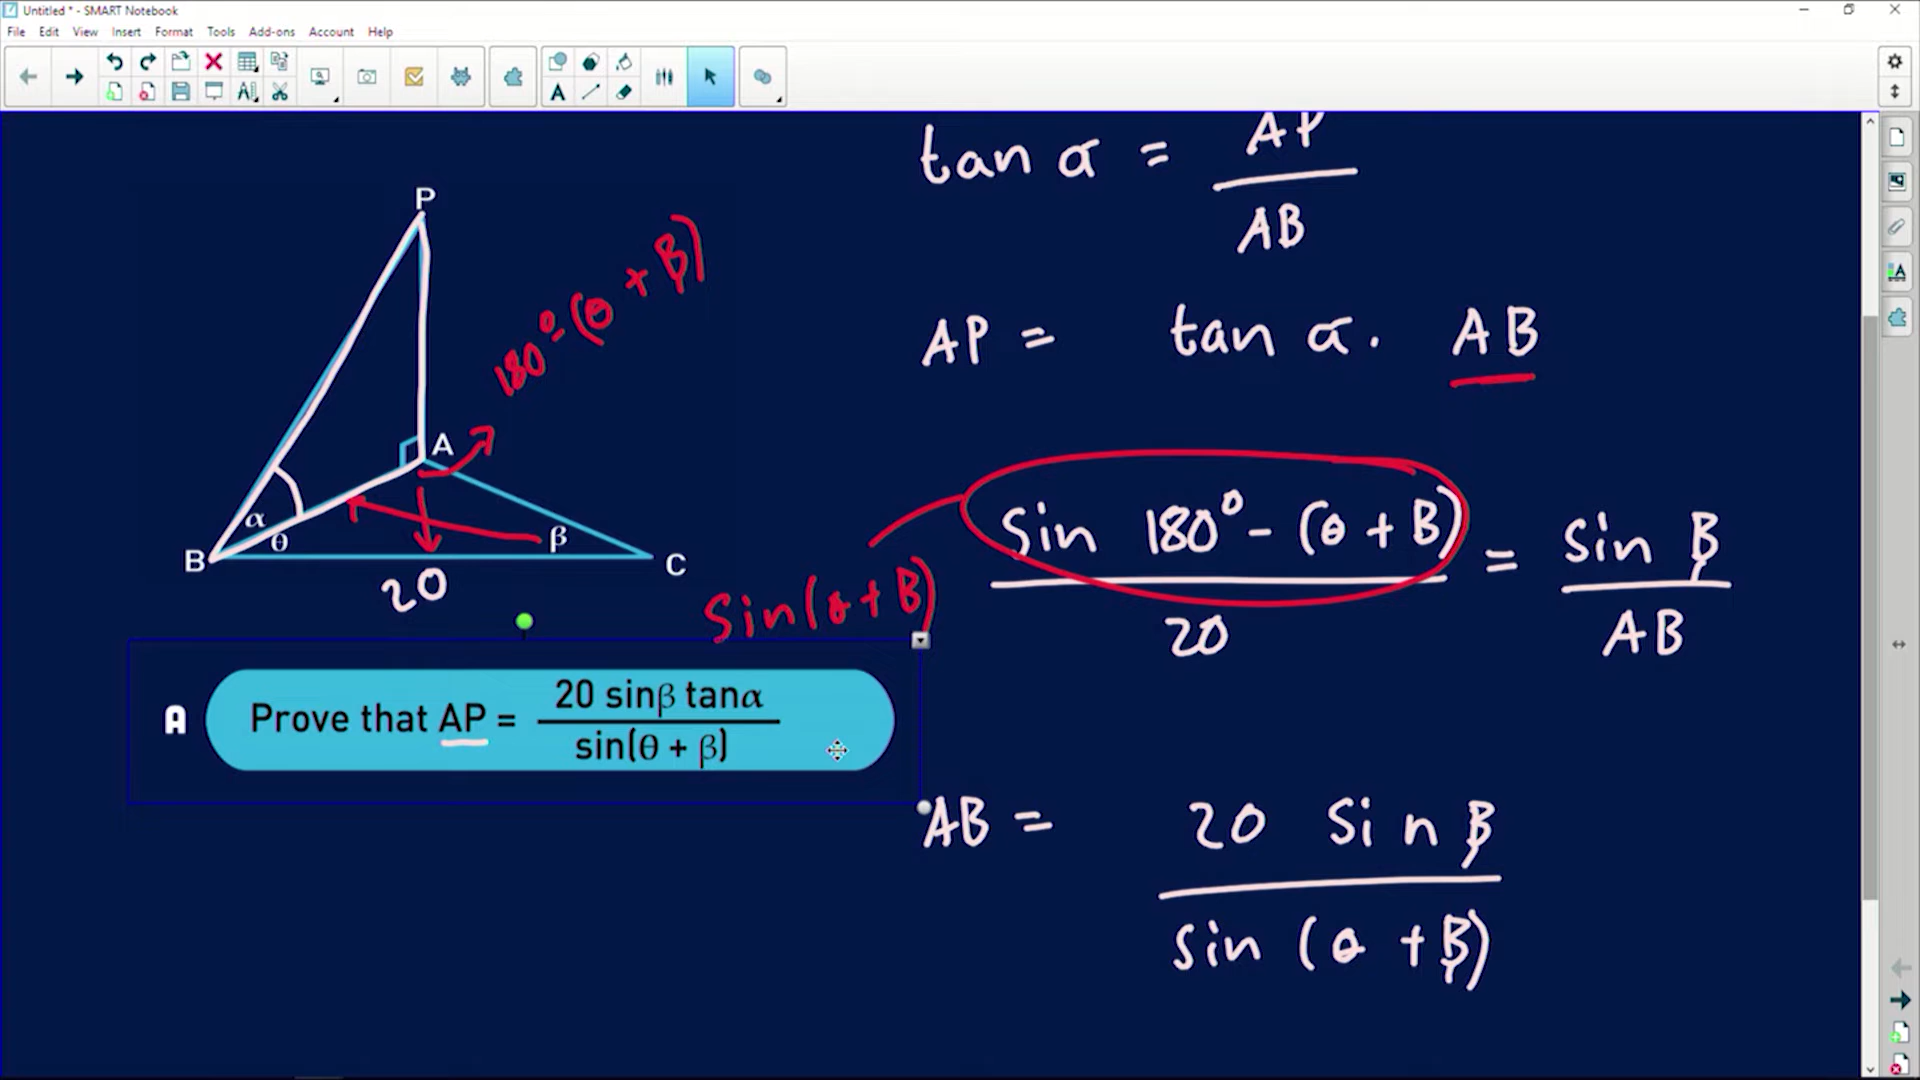 Untitled * - SMART Notebook
File Edit View Insert Format Tools Add-ons Account Help
tan α = AP / AB
P
180° - (θ + β)
AP = tan α . AB
A
α
θ
β
B
C
20
sin 180° - (θ + β) / 20 = sin β / AB
sin(θ + β)
A Prove that AP = 20 sinβ tanα / sin(θ + β)
AB = 20 sin β / sin (θ + β)